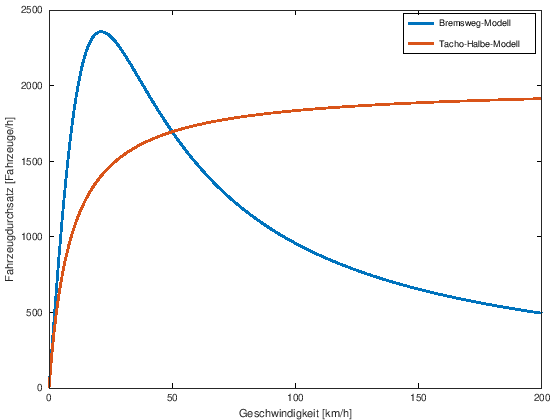 Fahrzeugdurchsatz [Fahrzeuge/h]
2500
2000
1500
1000
500
0
Bremsweg-Modell
Tacho-Halbe-Modell
0
50
100
150
200
Geschwindigkeit [km/h]